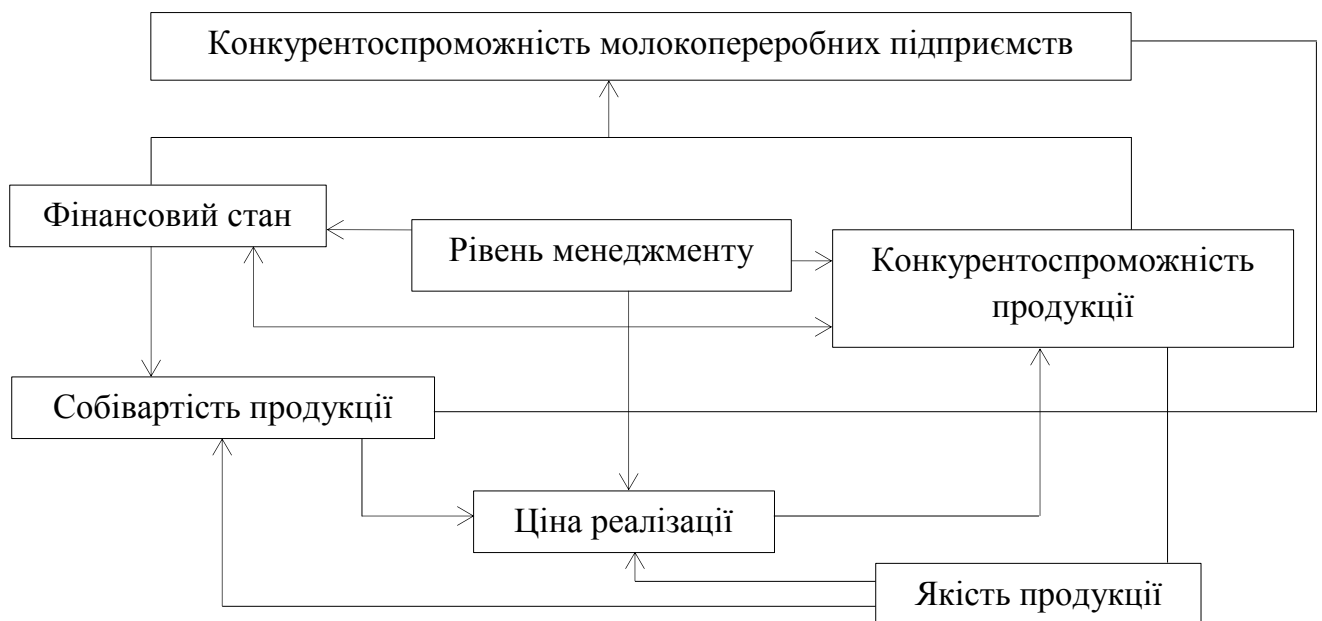 Конкурентоспроможність молокопереробних підприємств
Фінансовий стан
Рівень менеджменту
Конкурентоспроможність
продукції
Собівартість продукції
Ціна реалізації
Якість продукції